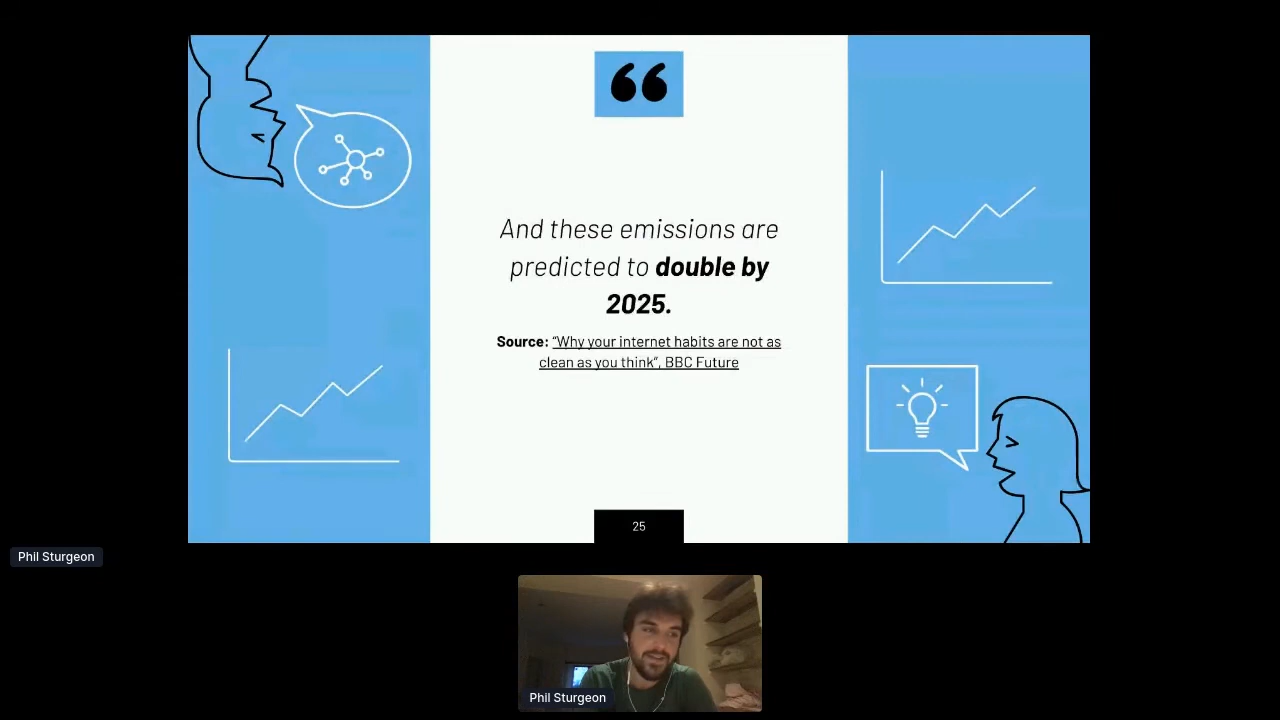 “
And these emissions are
predicted to double by
2025.
Source: “Why your internet habits are not as
clean as you think”, BBC Future
25
Phil Sturgeon
Phil Sturgeon